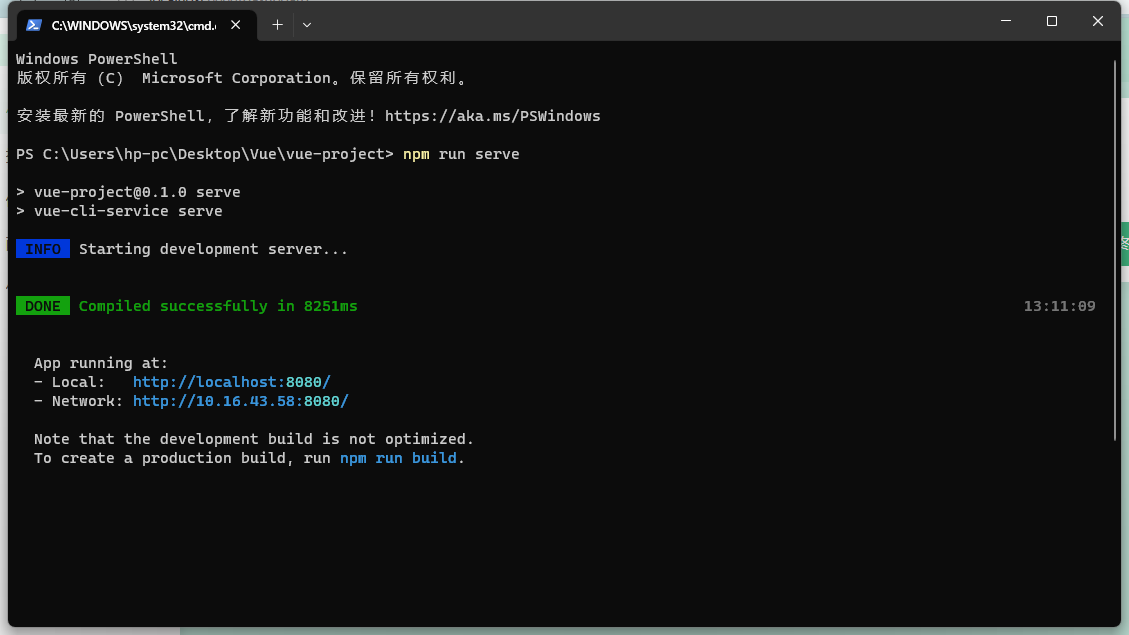 C:\WINDOWS\system32\cmd.
Windows PowerShell
版权所有 (C) Microsoft Corporation。保留所有权利。
安装最新的 PowerShell，了解新功能和改进！https://aka.ms/PSWindows
PS C:\Users\hp-pc\Desktop\Vue\vue-project> npm run serve
> vue-project@0.1.0 serve
> vue-cli-service serve
INFO Starting development server...
DONE Compiled successfully in 8251ms 13:11:09
App running at:
- Local: http://localhost:8080/
- Network: http://10.16.43.58:8080/
Note that the development build is not optimized.
To create a production build, run npm run build.